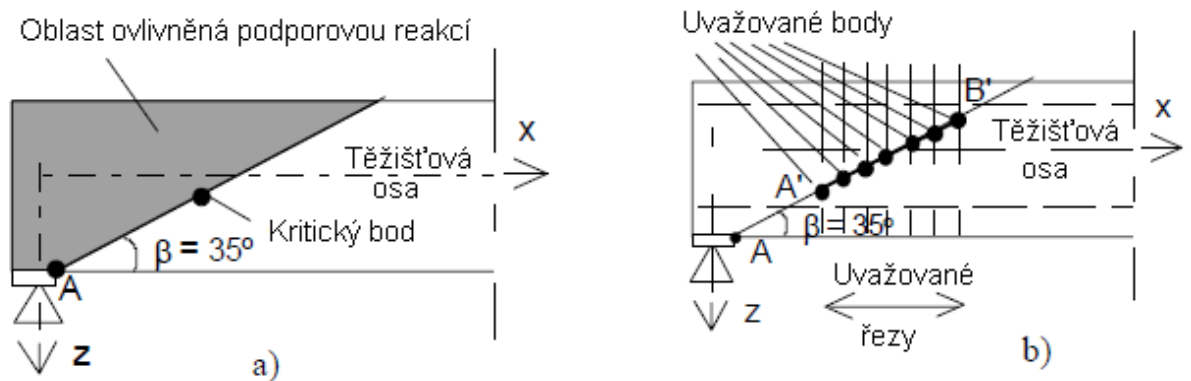 Oblast ovlivněná podporovou reakcí
x
Těžišťová
osa
Kritický bod
β = 35º
A
z
a)
Uvažované body
B'
x
Těžišťová
osa
A'
β = 35º
A
Uvažované
řezy
z
b)